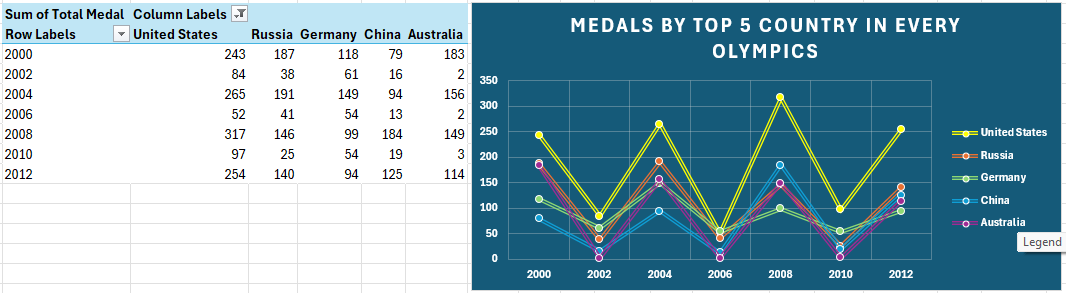 Sum of Total Medal Column Labels
Row Labels United States Russia Germany China Australia
2000 243 187 118 79 183
2002 84 38 61 16 2
2004 265 191 149 94 156
2006 52 41 54 13 2
2008 317 146 99 184 149
2010 97 25 54 19 3
2012 254 140 94 125 114
MEDALS BY TOP 5 COUNTRY IN EVERY
OLYMPICS
350
300
250
200
150
100
50
0
2000 2002 2004 2006 2008 2010 2012
United States
Russia
Germany
China
Australia
Legend